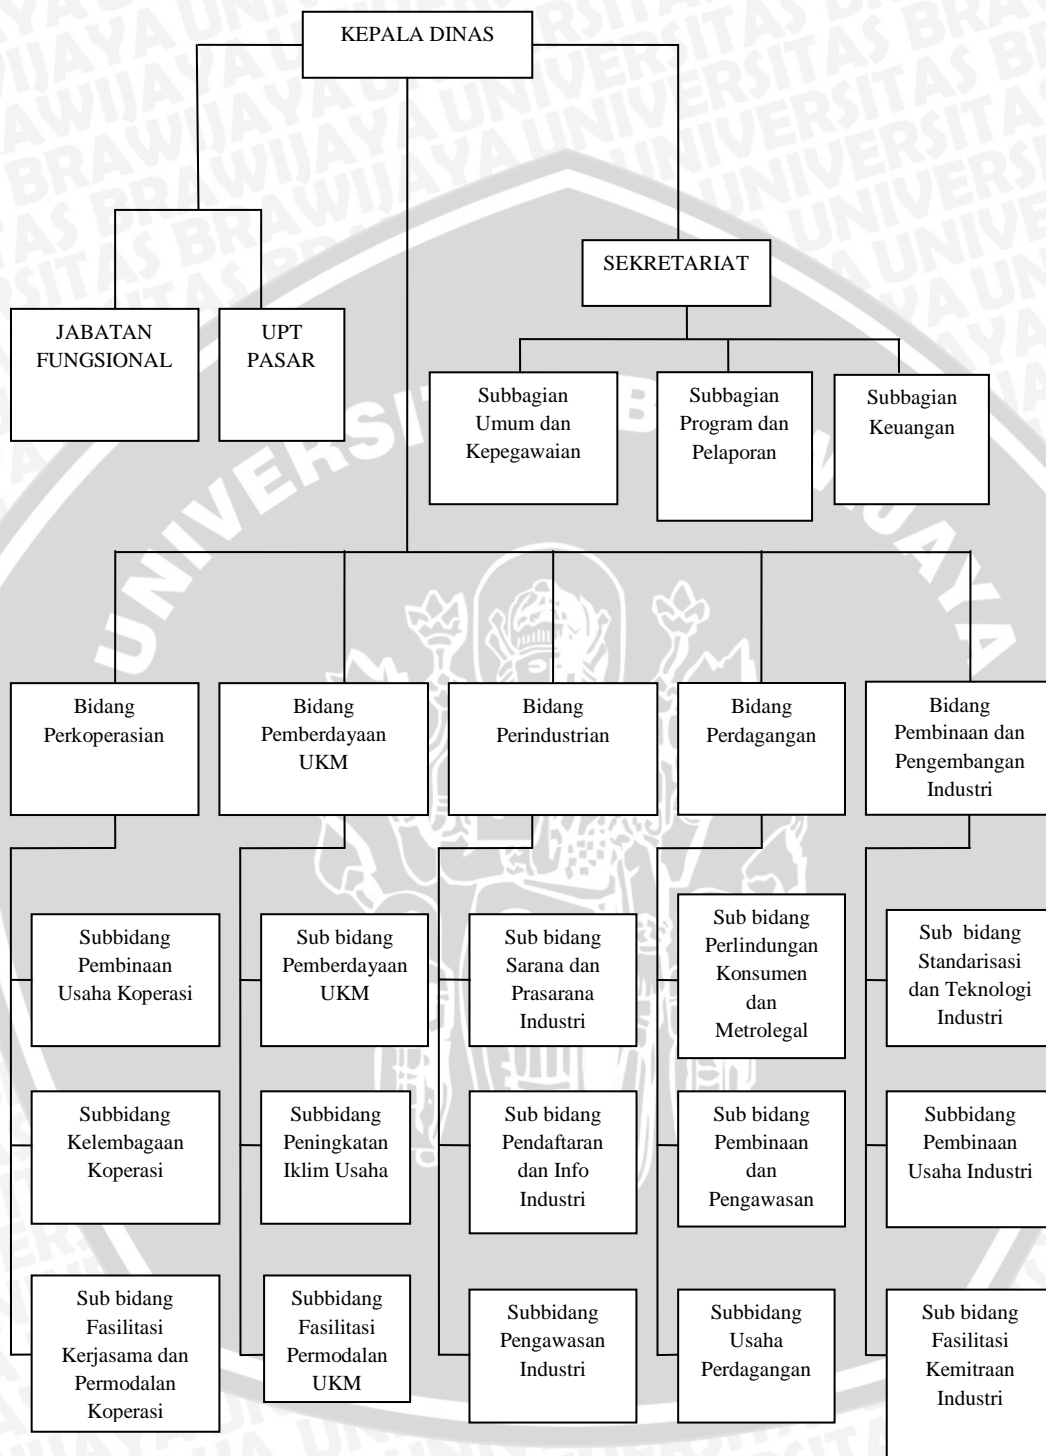 KEPALA DINAS
SEKRETARIAT
JABATAN
FUNGSIONAL
UPT
PASAR
Subbagian
Umum dan
Kepegawaian
Subbagian
Program dan
Pelaporan
Subbagian
Keuangan
Bidang
Perkoperasian
Bidang
Pemberdayaan
UKM
Bidang
Perindustrian
Bidang
Perdagangan
Bidang
Pembinaan dan
Pengembangan
Industri
Subbidang
Pembinaan
Usaha Koperasi
Sub bidang
Pemberdayaan
UKM
Sub bidang
Sarana dan
Prasarana
Industri
Sub bidang
Perlindungan
Konsumen
dan
Metrolegal
Sub bidang
Standarisasi
dan Teknologi
Industri
Subbidang
Kelembagaan
Koperasi
Subbidang
Peningkatan
Iklim Usaha
Sub bidang
Pendaftaran
dan Info
Industri
Sub bidang
Pembinaan
dan
Pengawasan
Subbidang
Pembinaan
Usaha Industri
Sub bidang
Fasilitasi
Kerjasama dan
Permodalan
Koperasi
Subbidang
Fasilitasi
Permodalan
UKM
Subbidang
Pengawasan
Industri
Subbidang
Usaha
Perdagangan
Sub bidang
Fasilitasi
Kemitraan
Industri